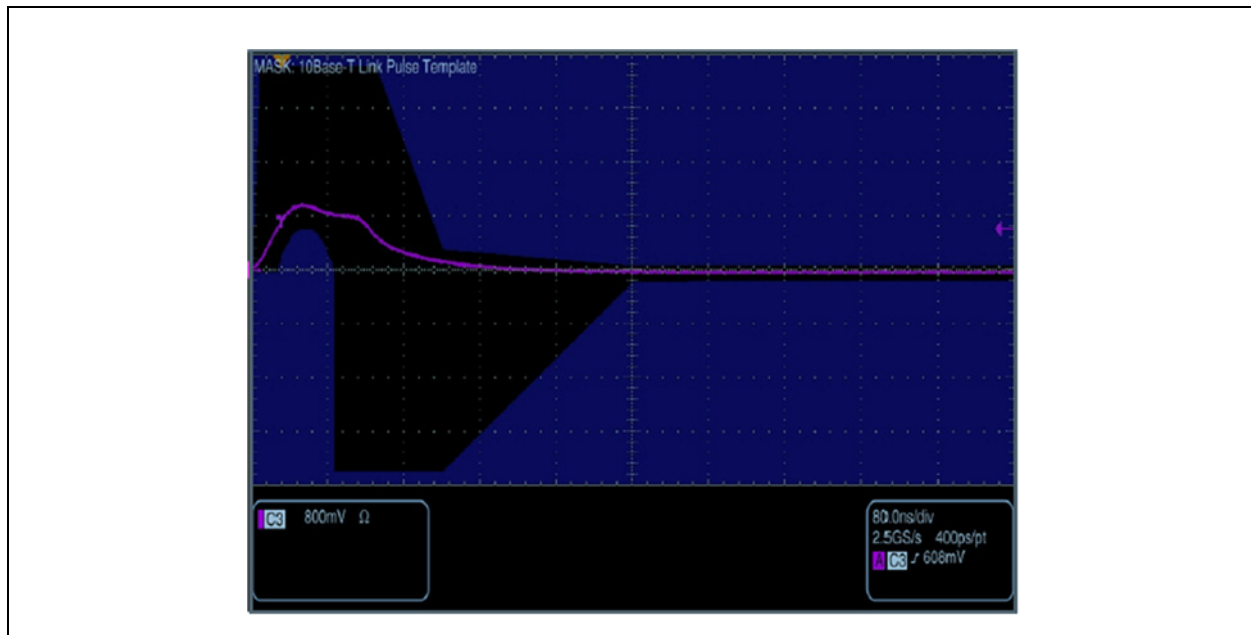 MASK: 10Base-T Link Pulse Template
C3 800mV Ω
80.0ns/div
2.5GS/s 400ps/pt
A C3 608mV